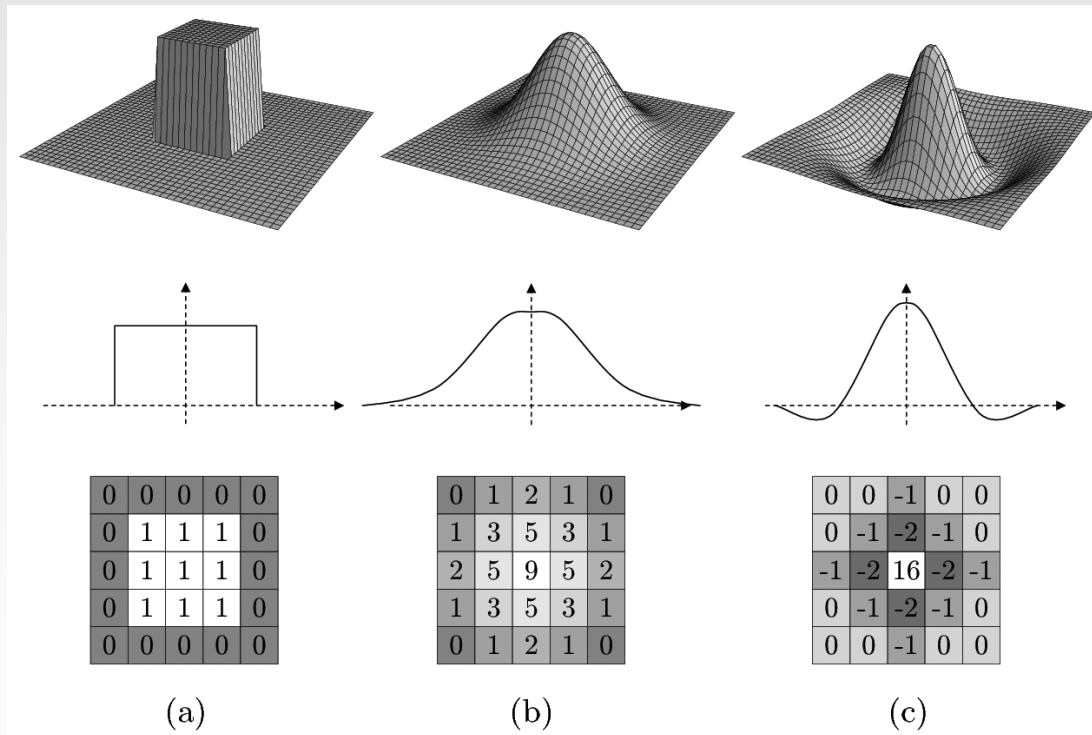 0 0 0 0 0
0 1 1 1 0
0 1 1 1 0
0 1 1 1 0
0 0 0 0 0
0 1 2 1 0
1 3 5 3 1
2 5 9 5 2
1 3 5 3 1
0 1 2 1 0
0 0 -1 0 0
0 -1 -2 -1 0
-1 -2 16 -2 -1
0 -1 -2 -1 0
0 0 -1 0 0
(a)
(b)
(c)